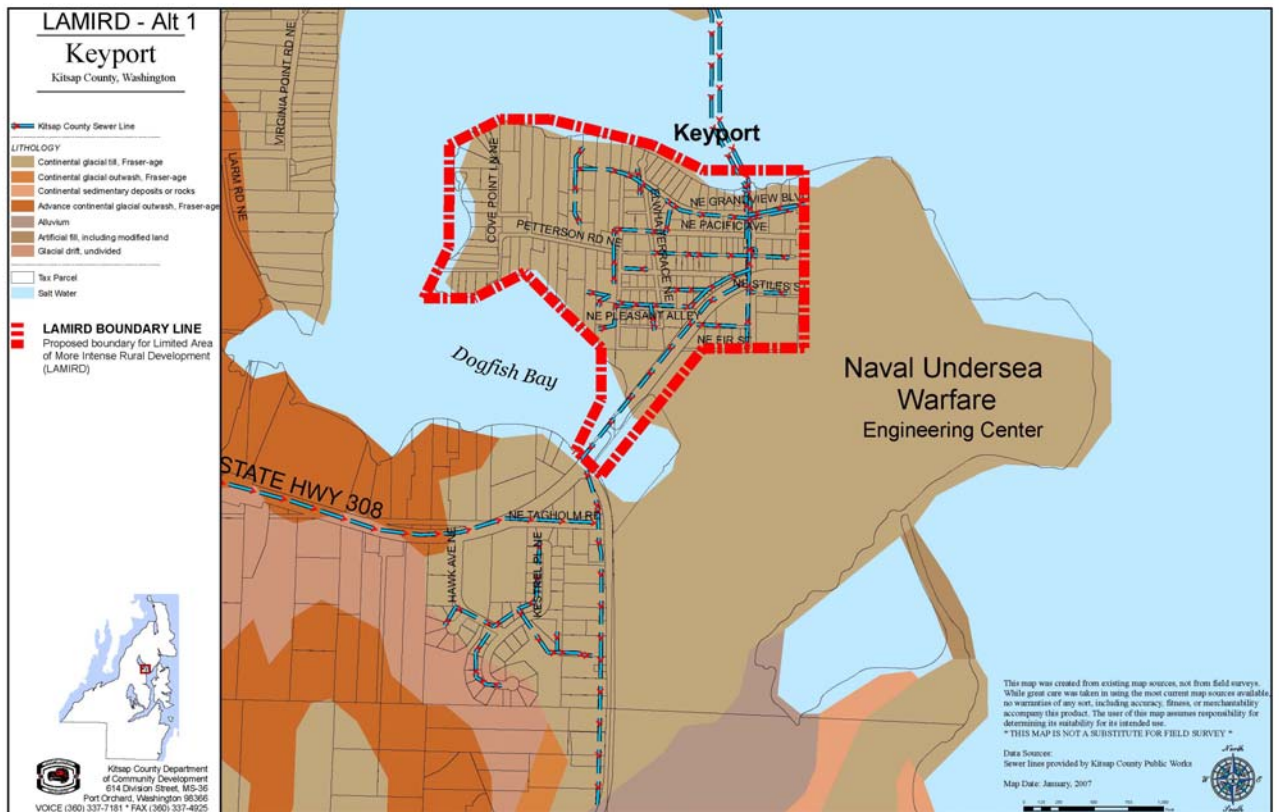 LAMIRD - Alt 1
Keyport
Kitsap County, Washington
Kitsap County Sewer Line
LITHOLOGY
Continental glacial till, Fraser-age
Continental glacial outwash, Fraser-age
Continental sedimentary deposits or rocks
Advance continental glacial outwash, Fraser-age
Alluvium
Artificial fill, including modified land
Glacial drift, undivided
Tax Parcel
Salt Water
LAMIRD BOUNDARY LINE
Proposed boundary for Limited Area
of More Intense Rural Development
(LAMIRD)
Kitsap County Department
of Community Development
614 Division Street, MS-36
Port Orchard, Washington 98366
VOICE (360) 337-7181 * FAX (360) 337-4925
VIRGINIA POINT RD NE
LARM RD NE
Keyport
COVE POINT LN NE
NE GRANDVIEW BLVD
NE PACIFIC AVE
PETTERSON RD NE
ELWHA TERRACE NE
NE STILES S
NE PLEASANT ALLEY
NE FIR ST
Dogfish Bay
Naval Undersea
Warfare
Engineering Center
STATE HWY 308
NE TAGHOLM RD
HAWK AVE NE
KESTREL PL NE
This map was created from existing map sources, not from field surveys.
While great care was taken in using the most current map sources available,
no warranties of any sort, including accuracy, fitness, or merchantability
accompany this product. The user of this map assumes responsibility for
determining its suitability for its intended use.
* THIS MAP IS NOT A SUBSTITUTE FOR FIELD SURVEY *
Data Sources:
Sewer lines provided by Kitsap County Public Works
Map Date: January, 2007
North
W
E
South